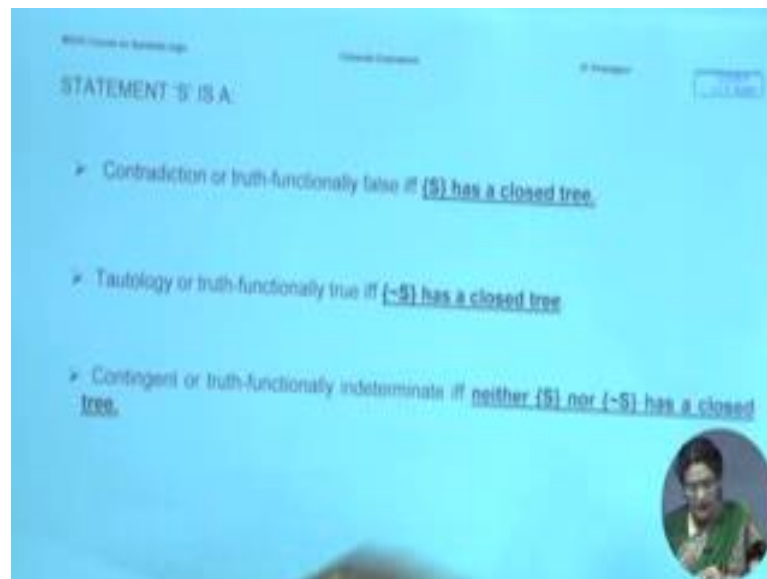 STATEMENT 'S' IS A:
➤ Contradiction or truth-functionally false iff {S} has a closed tree.
➤ Tautology or truth-functionally true iff {~S} has a closed tree
➤ Contingent or truth-functionally indeterminate iff neither {S} nor {~S} has a closed
tree.